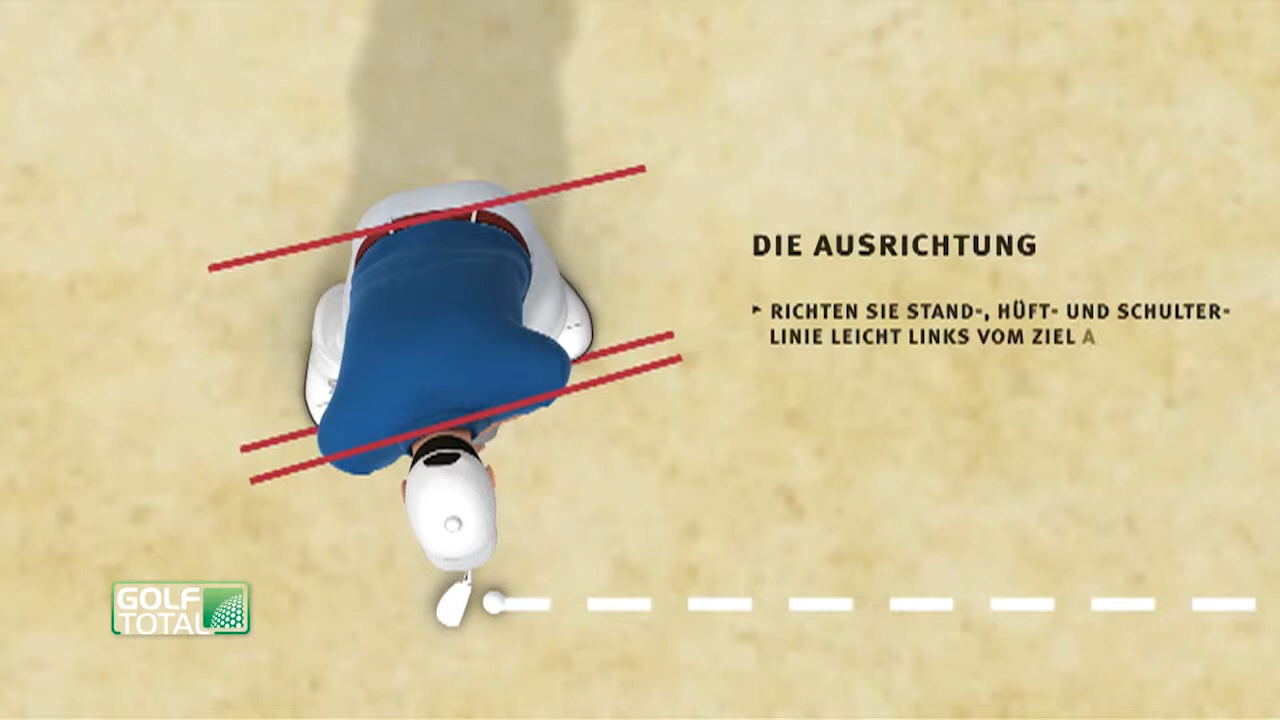 DIE AUSRICHTUNG
RICHTEN SIE STAND-, HÜFT- UND SCHULTER-
LINIE LEICHT LINKS VOM ZIEL A
GOLF
TOTAL